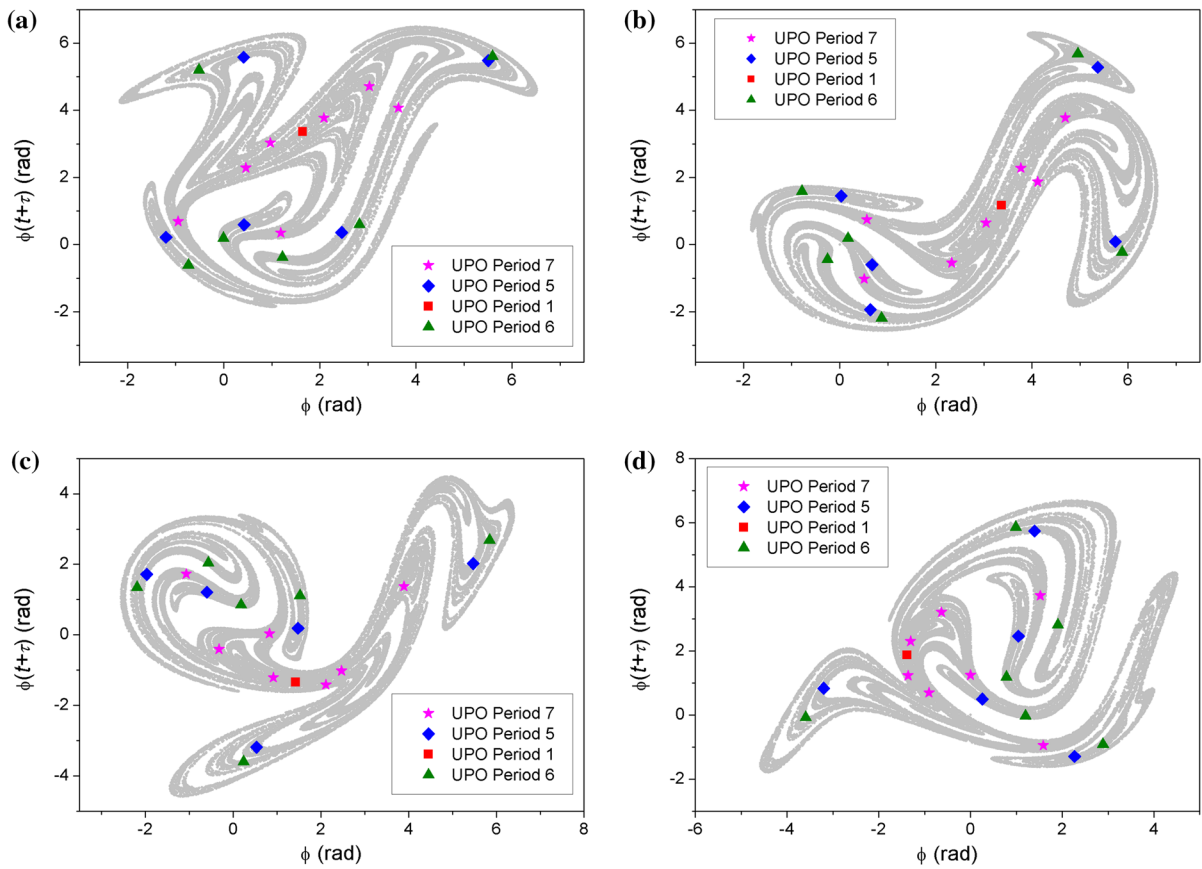 (a)
6
4
2
0
-2
-2
0
2
4
6
ϕ(t+τ) (rad)
ϕ (rad)
UPO Period 7
UPO Period 5
UPO Period 1
UPO Period 6
(b)
6
4
2
0
-2
-2
0
2
4
6
ϕ(t+τ) (rad)
ϕ (rad)
UPO Period 7
UPO Period 5
UPO Period 1
UPO Period 6
(c)
4
2
0
-2
-4
-2
0
2
4
6
8
ϕ(t+τ) (rad)
ϕ (rad)
UPO Period 7
UPO Period 5
UPO Period 1
UPO Period 6
(d)
8
6
4
2
0
-2
-6
-4
-2
0
2
4
ϕ(t+τ) (rad)
ϕ (rad)
UPO Period 7
UPO Period 5
UPO Period 1
UPO Period 6